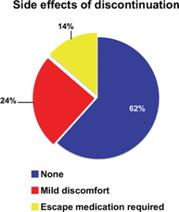 Side effects of discontinuation
14%
24%
62%
None
Mild discomfort
Escape medication required